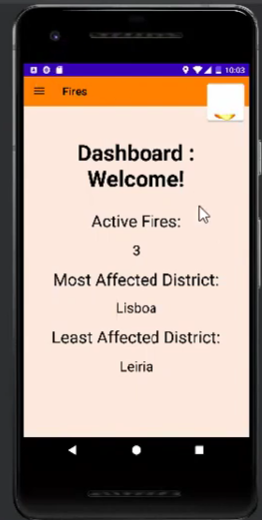 10:03
Fires
Dashboard :
Welcome!
Active Fires:
3
Most Affected District:
Lisboa
Least Affected District:
Leiria